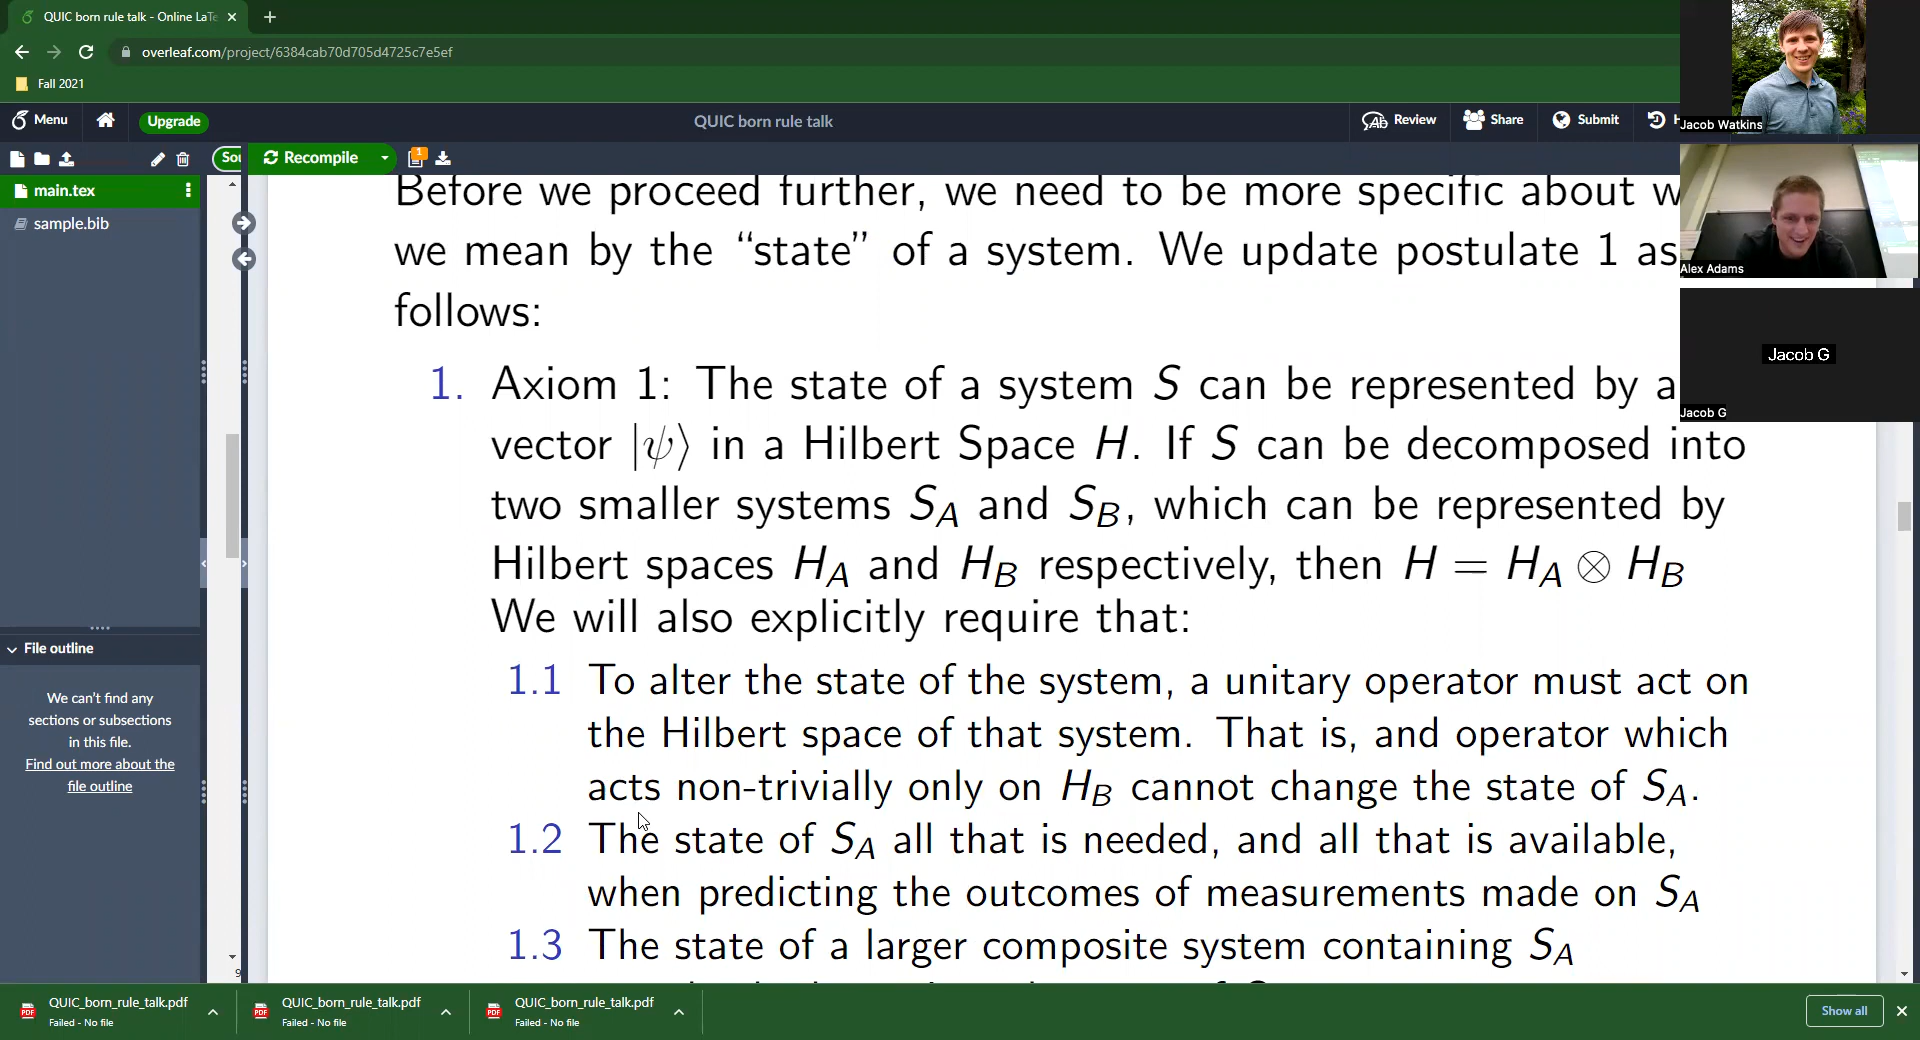 QUIC born rule talk - Online LaTe
overleaf.com/project/6384cab70d705d4725c7e5ef
Fall 2021
Menu
Upgrade
QUIC born rule talk
Review
Share
Submit
H
Sou
Recompile
1
main.tex
sample.bib
File outline
We can't find any
sections or subsections
in this file.
Find out more about the
file outline
9
Before we proceed further, we need to be more specific about w
we mean by the “state” of a system. We update postulate 1 as
follows:
1. Axiom 1: The state of a system S can be represented by a
vector |ψ⟩ in a Hilbert Space H. If S can be decomposed into
two smaller systems S_A and S_B, which can be represented by
Hilbert spaces H_A and H_B respectively, then H = H_A ⊗ H_B
We will also explicitly require that:
1.1 To alter the state of the system, a unitary operator must act on
the Hilbert space of that system. That is, and operator which
acts non-trivially only on H_B cannot change the state of S_A.
1.2 The state of S_A all that is needed, and all that is available,
when predicting the outcomes of measurements made on S_A
1.3 The state of a larger composite system containing S_A
Jacob Watkins
Alex Adams
Jacob G
Jacob G
QUIC_born_rule_talk.pdf
Failed - No file
QUIC_born_rule_talk.pdf
Failed - No file
QUIC_born_rule_talk.pdf
Failed - No file
Show all